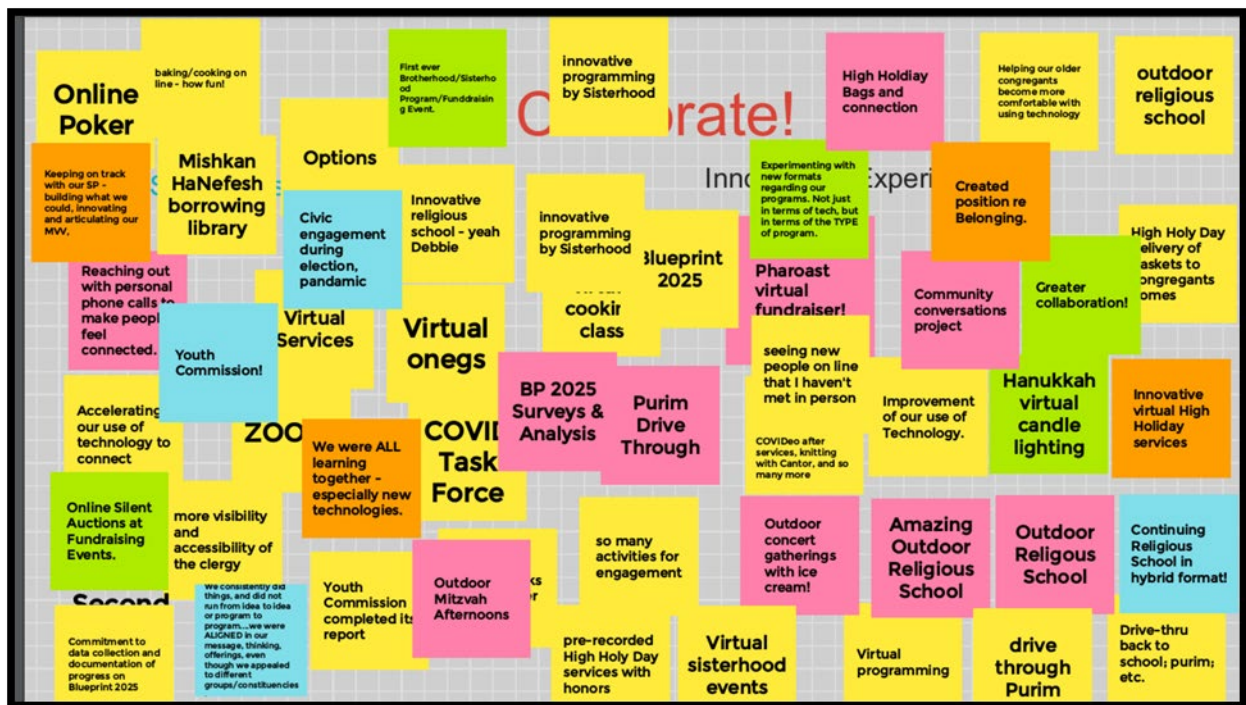 Online
Poker
baking/cooking on
line - how fun!
First ever
Brotherhood/Sisterho
od
Program/Funddraisin
g Event.
innovative
programming
by Sisterhood
High Holdiay
Bags and
connection
Helping our older
congregants
become more
comfortable with
using technology
outdoor
religious
school
Keeping on track
with our SP -
building what we
could, innovating
and articulating our
MVV,
Mishkan
HaNefesh
borrowing
library
Options
Civic
engagement
during
election,
pandamic
Innovative
religious
school - yeah
Debbie
innovative
programming
by Sisterhood
Blueprint
2025
Experimenting with
new formats
regarding our
programs. Not just
in terms of tech, but
in terms of the TYPE
of program.
Created
position re
Belonging.
High Holy Day
delivery of
baskets to
congregants
homes
Reaching out
with personal
phone calls to
make people
feel
connected.
Youth
Commission!
Virtual
Services
Virtual
onegs
cooking
class
Pharoast
virtual
fundraiser!
Community
conversations
project
Greater
collaboration!
seeing new
people on line
that I haven't
met in person
BP 2025
Surveys &
Analysis
Purim
Drive
Through
Improvement
of our use of
Technology.
Hanukkah
virtual
candle
lighting
Innovative
virtual High
Holiday
services
Accelerating
our use of
technology to
connect
We were ALL
learning
together -
especially new
technologies.
COVID
Task
Force
COVIDeo after
services, knitting
with Cantor, and so
many more
Online Silent
Auctions at
Fundraising
Events.
more visibility
and
accessibility of
the clergy
so many
activities for
engagement
Outdoor
concert
gatherings
with ice
cream!
Amazing
Outdoor
Religious
School
Outdoor
Religous
School
Continuing
Religious
School in
hybrid format!
Second
Commitment to
data collection and
documentation of
progress on
Blueprint 2025
We consistently did
things, and did not
run from idea to idea
or program to
program....we were
ALIGNED in our
message, thinking,
offerings, even
though we appealed
to different
groups/constituencies
Youth
Commission
completed its
report
Outdoor
Mitzvah
Afternoons
pre-recorded
High Holy Day
services with
honors
Virtual
sisterhood
events
Virtual
programming
drive
through
Purim
Drive-thru
back to
school; purim;
etc.